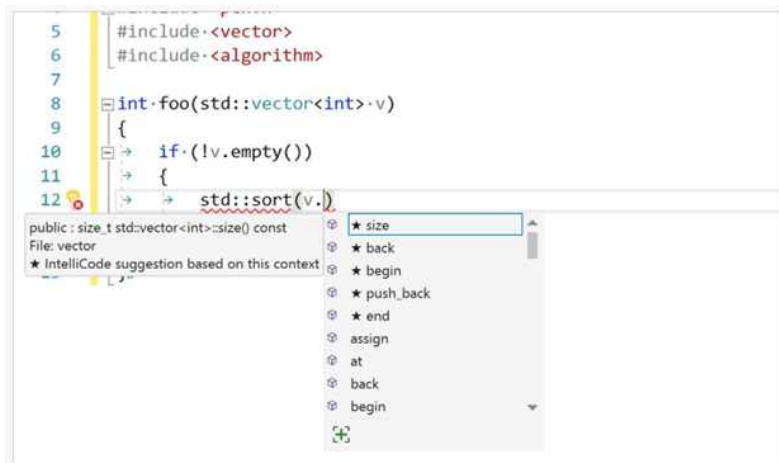 5 #include·<vector>
6 #include·<algorithm>
7
8 int·foo(std::vector<int>·v)
9 {
10 → if·(!v.empty())
11 → {
12 → → std::sort(v.)
public : size_t std::vector<int>::size() const
File: vector
★ IntelliCode suggestion based on this context
★ size
★ back
★ begin
★ push_back
★ end
assign
at
back
begin